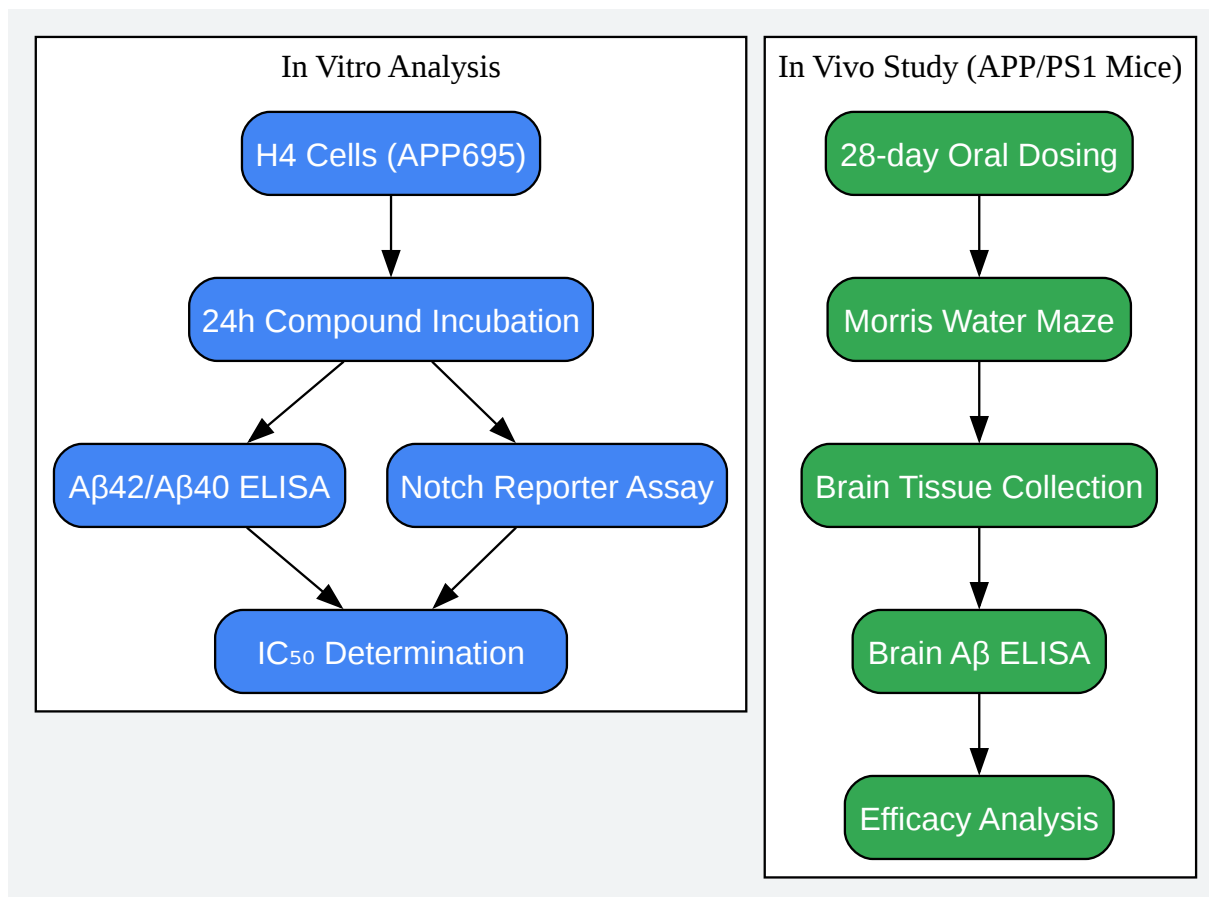 In Vitro Analysis
H4 Cells (APP695)
24h Compound Incubation
Aβ42/Aβ40 ELISA
Notch Reporter Assay
IC₅₀ Determination
In Vivo Study (APP/PS1 Mice)
28-day Oral Dosing
Morris Water Maze
Brain Tissue Collection
Brain Aβ ELISA
Efficacy Analysis